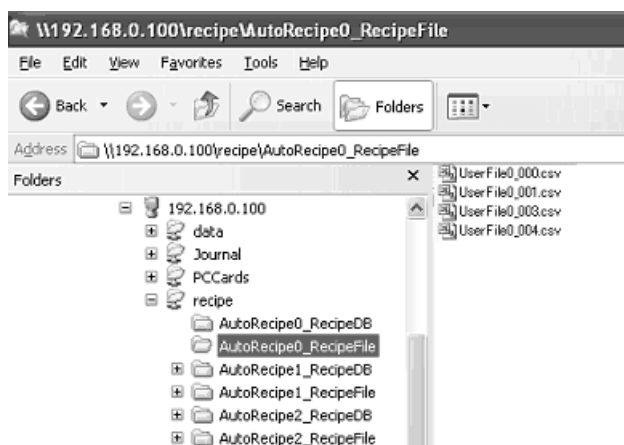 \\192.168.0.100\recipe\AutoRecipe0_RecipeFile
File Edit View Favorites Tools Help
Back Search Folders
Address \\192.168.0.100\recipe\AutoRecipe0_RecipeFile
Folders
192.168.0.100
data
Journal
PCCards
recipe
AutoRecipe0_RecipeDB
AutoRecipe0_RecipeFile
AutoRecipe1_RecipeDB
AutoRecipe1_RecipeFile
AutoRecipe2_RecipeDB
AutoRecipe2_RecipeFile
UserFile0_000.csv
UserFile0_001.csv
UserFile0_003.csv
UserFile0_004.csv